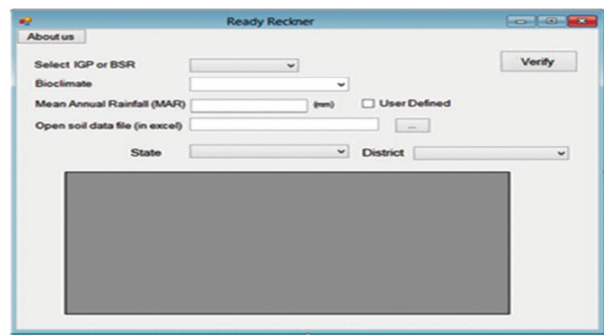 Ready Reckner
About us
Select IGP or BSR
Verify
Bioclimate
Mean Annual Rainfall (MAR) (mm) User Defined
Open soil data file (in excel) ...
State District